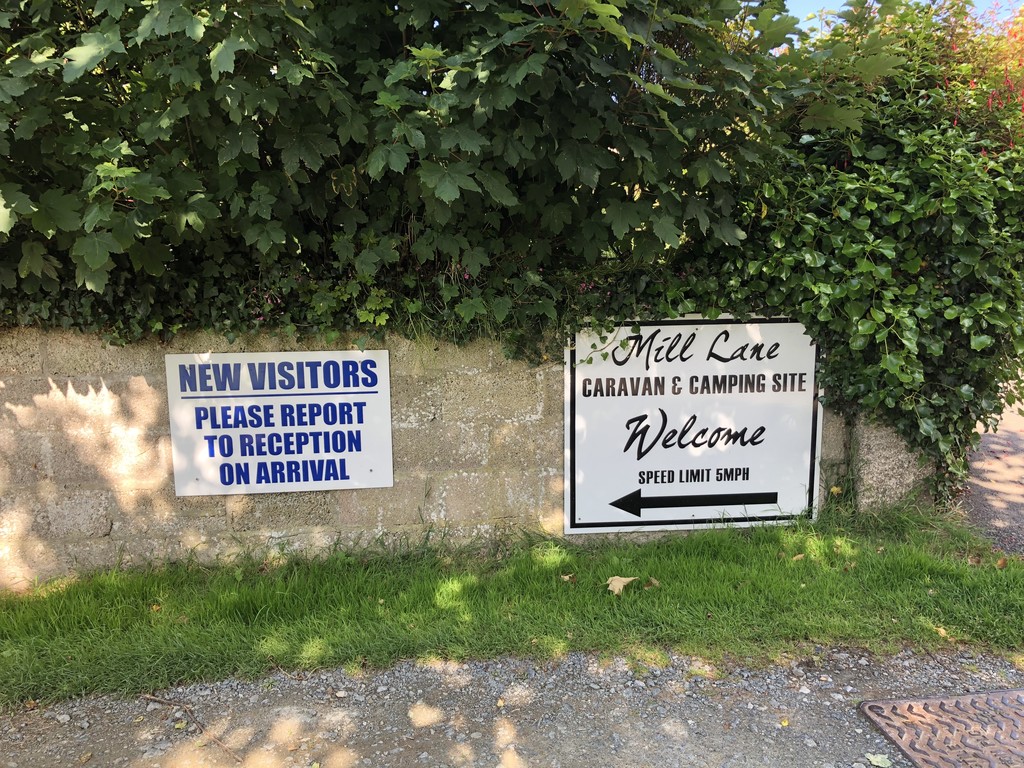 NEW VISITORS
PLEASE REPORT
TO RECEPTION
ON ARRIVAL
Mill Lane
CARAVAN & CAMPING SITE
Welcome
SPEED LIMIT 5MPH